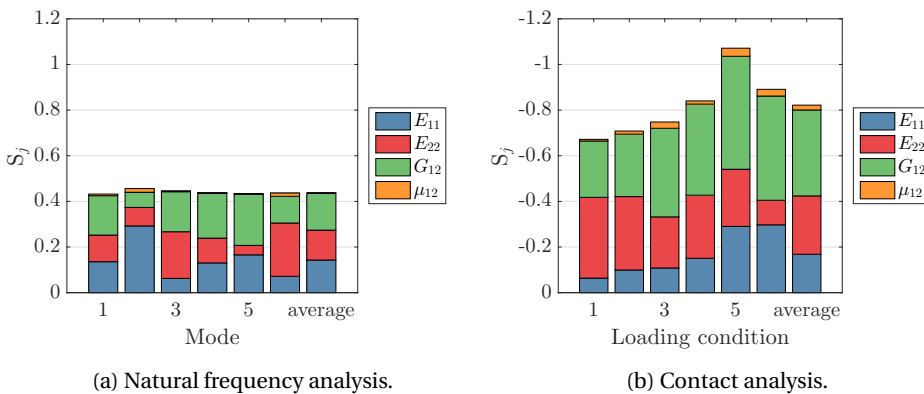 1.2
1
0.8
0.6
0.4
0.2
0
S_j
1 3 5 average
Mode
E_11
E_22
G_12
μ_12
(a) Natural frequency analysis.
-1.2
-1
-0.8
-0.6
-0.4
-0.2
0
S_j
1 3 5 average
Loading condition
E_11
E_22
G_12
μ_12
(b) Contact analysis.